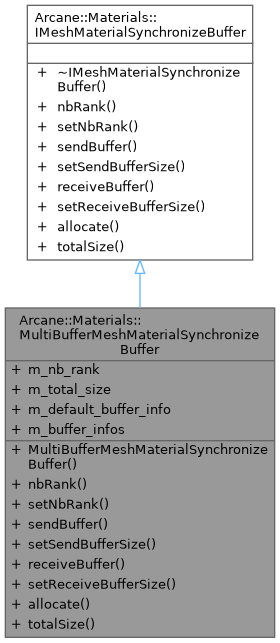 Arcane::Materials::
IMeshMaterialSynchronizeBuffer
+ ~IMeshMaterialSynchronize
Buffer()
+ nbRank()
+ setNbRank()
+ sendBuffer()
+ setSendBufferSize()
+ receiveBuffer()
+ setReceiveBufferSize()
+ allocate()
+ totalSize()
Arcane::Materials::
MultiBufferMeshMaterialSynchronize
Buffer
+ m_nb_rank
+ m_total_size
+ m_default_buffer_info
+ m_buffer_infos
+ MultiBufferMeshMaterialSynchronize
Buffer()
+ nbRank()
+ setNbRank()
+ sendBuffer()
+ setSendBufferSize()
+ receiveBuffer()
+ setReceiveBufferSize()
+ allocate()
+ totalSize()